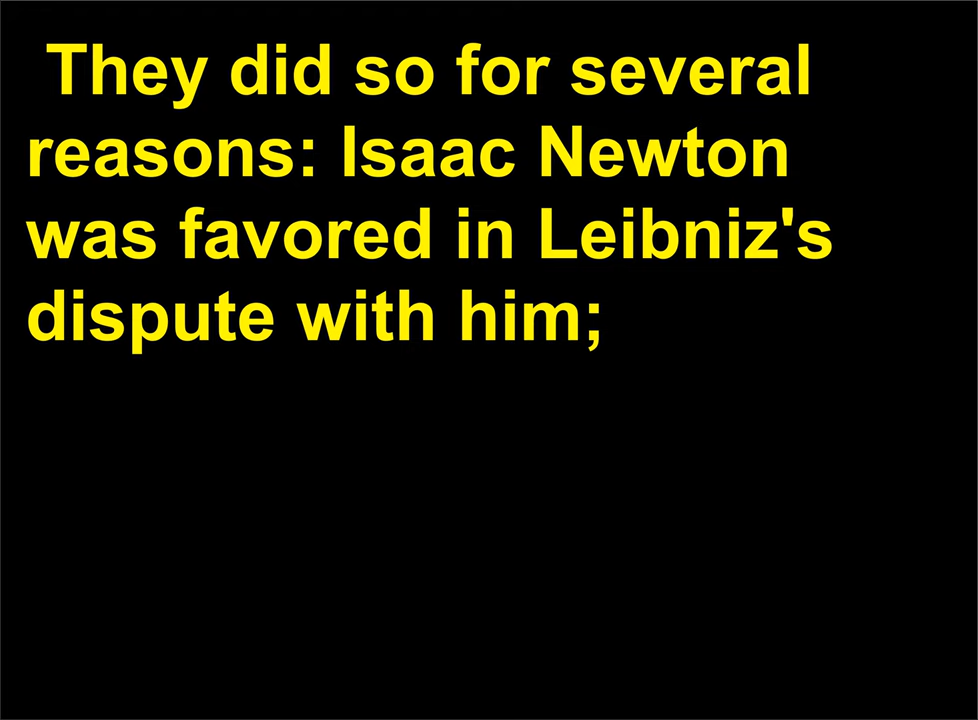 They did so for several
reasons: Isaac Newton
was favored in Leibniz's
dispute with him;